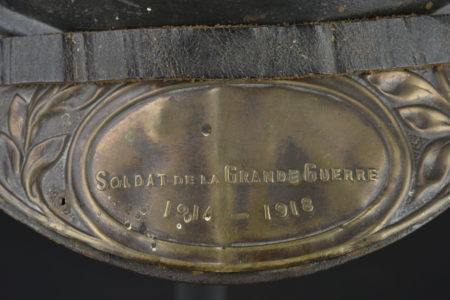 SOLDAT DE LA GRANDE GUERRE
1914 - 1918